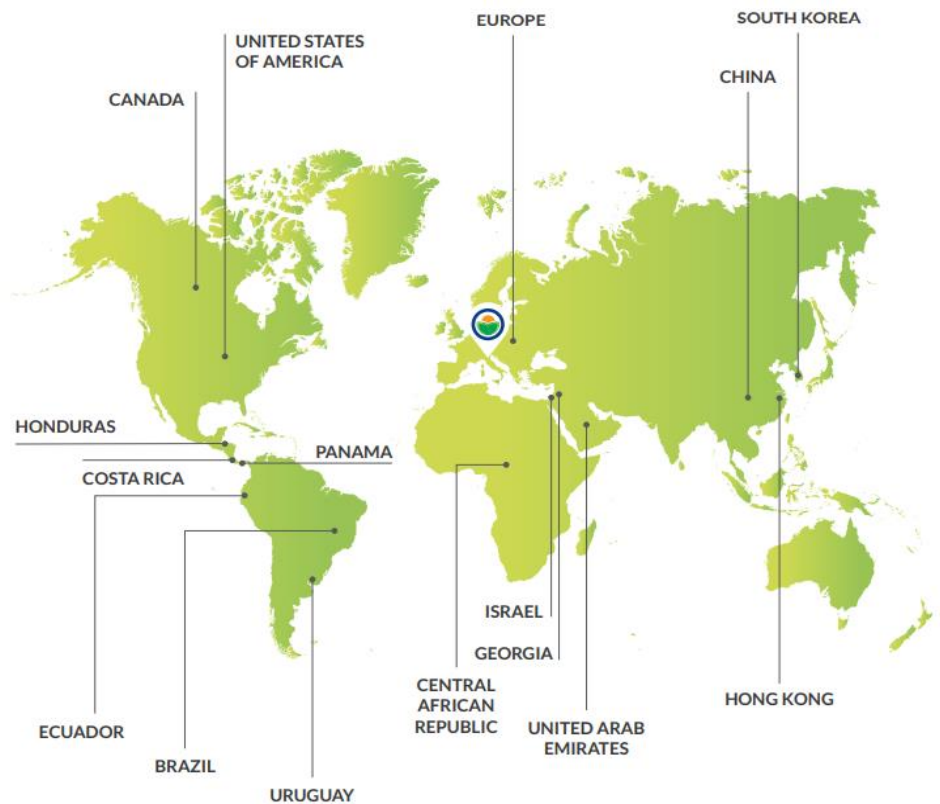 EUROPE
SOUTH KOREA
UNITED STATES
OF AMERICA
CHINA
CANADA
HONDURAS
PANAMA
COSTA RICA
ISRAEL
GEORGIA
CENTRAL
AFRICAN
REPUBLIC
HONG KONG
ECUADOR
UNITED ARAB
EMIRATES
BRAZIL
URUGUAY